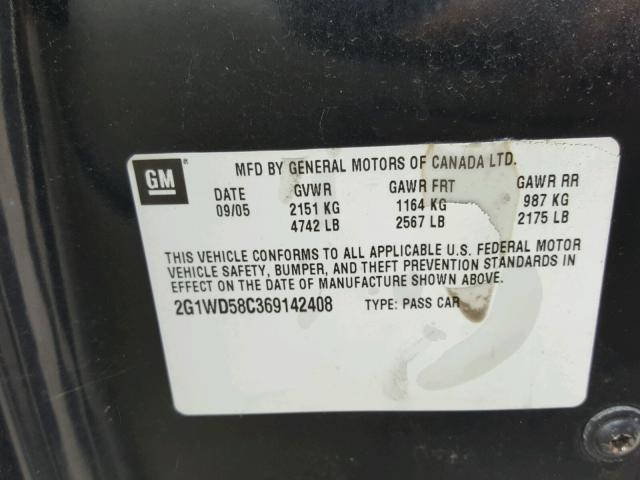 GM®
MFD BY GENERAL MOTORS OF CANADA LTD.
DATE GVWR GAWR FRT GAWR RR
09/05 2151 KG 1164 KG 987 KG
4742 LB 2567 LB 2175 LB
THIS VEHICLE CONFORMS TO ALL APPLICABLE U.S. FEDERAL MOTOR
VEHICLE SAFETY, BUMPER, AND THEFT PREVENTION STANDARDS IN
EFFECT ON THE DATE OF MANUFACTURE SHOWN ABOVE.
2G1WD58C369142408 TYPE: PASS CAR